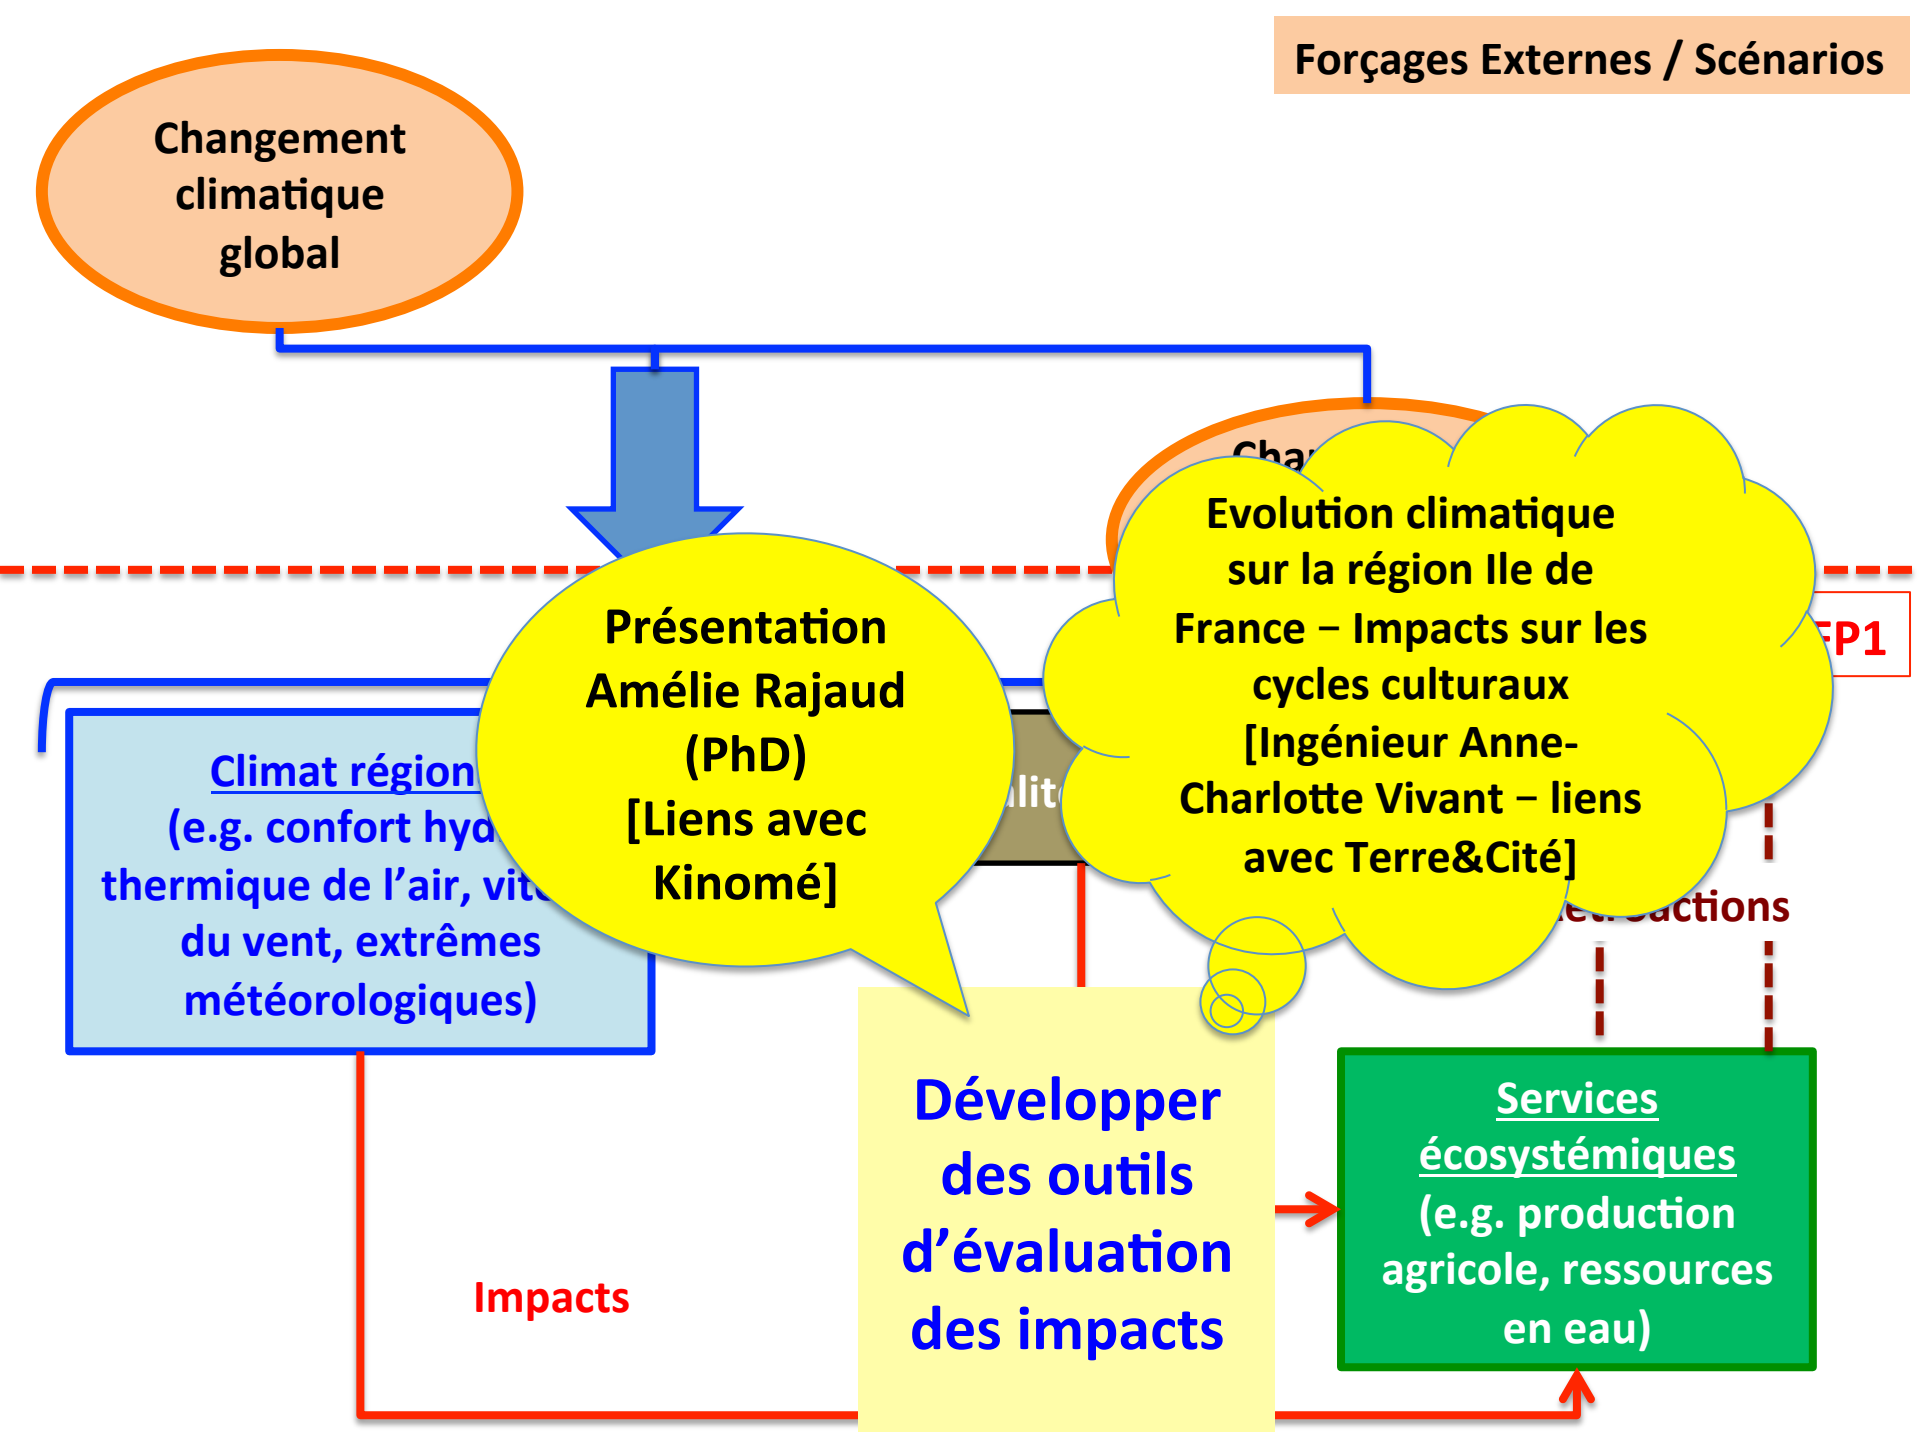 Forçages Externes / Scénarios
Changement
climatique
global
Evolution climatique
sur la région Ile de
France – Impacts sur les
cycles culturaux
[Ingénieur Anne-
Charlotte Vivant – liens
avec Terre&Cité]
Présentation
Amélie Rajaud
(PhD)
[Liens avec
Kinomé]
Climat région
(e.g. confort hyd
thermique de l’air, vit
du vent, extrêmes
météorologiques)
Impacts
Développer
des outils
d’évaluation
des impacts
Services
écosystémiques
(e.g. production
agricole, ressources
en eau)